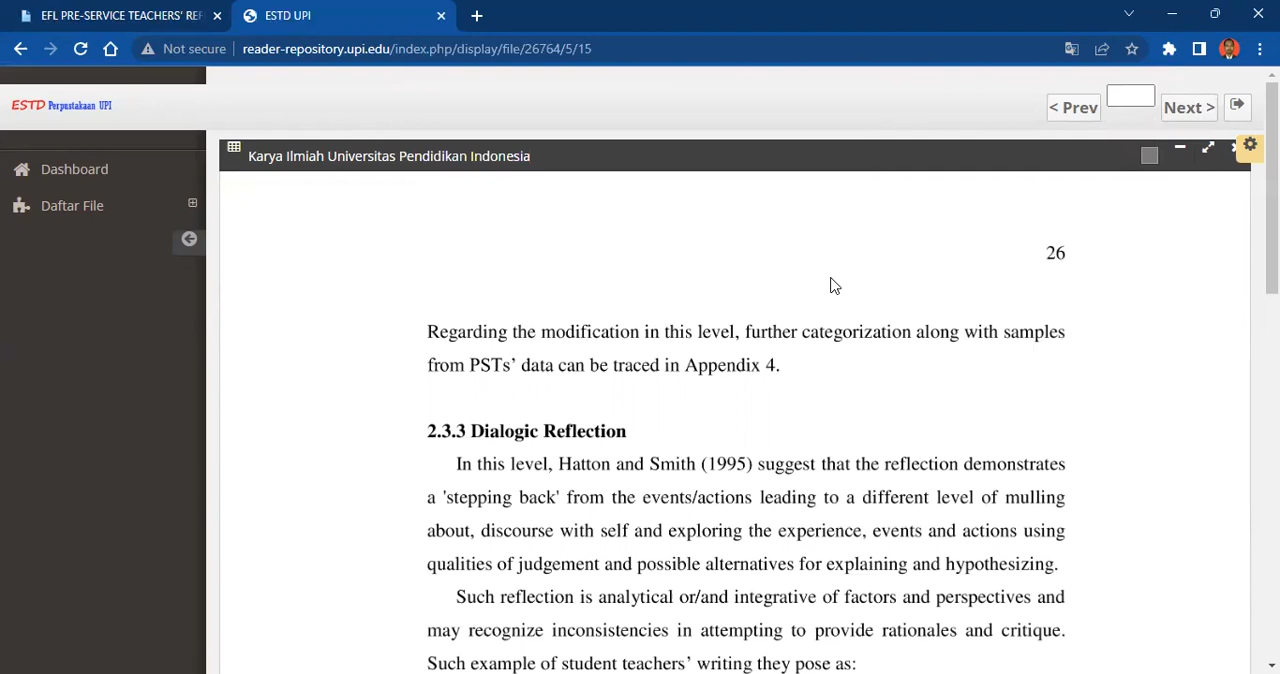 EFL PRE-SERVICE TEACHERS' REF
ESTD UPI
Not secure
reader-repository.upi.edu/index.php/display/file/26764/5/15
ESTD Perpustakaan UPI
< Prev
Next >
Dashboard
Daftar File
Karya Ilmiah Universitas Pendidikan Indonesia
26
Regarding the modification in this level, further categorization along with samples
from PSTs’ data can be traced in Appendix 4.
2.3.3 Dialogic Reflection
In this level, Hatton and Smith (1995) suggest that the reflection demonstrates
a 'stepping back' from the events/actions leading to a different level of mulling
about, discourse with self and exploring the experience, events and actions using
qualities of judgement and possible alternatives for explaining and hypothesizing.
Such reflection is analytical or/and integrative of factors and perspectives and
may recognize inconsistencies in attempting to provide rationales and critique.
Such example of student teachers’ writing they pose as: